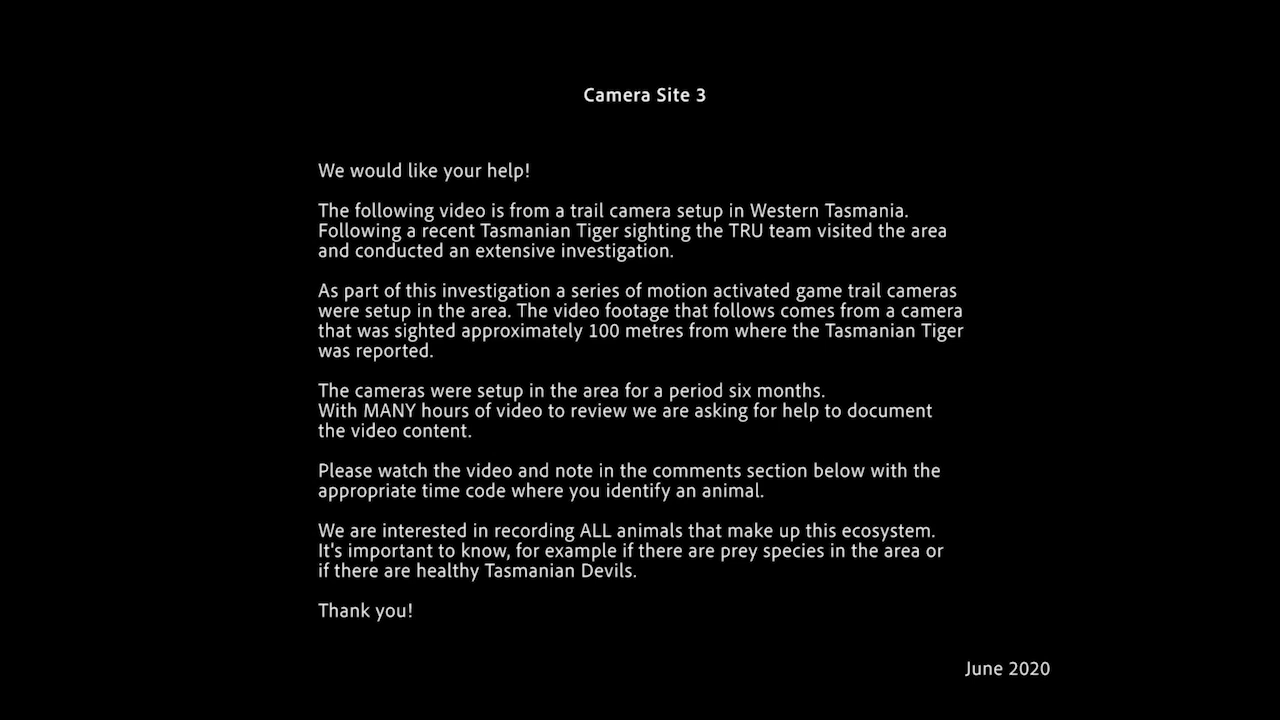 Camera Site 3
We would like your help!
The following video is from a trail camera setup in Western Tasmania.
Following a recent Tasmanian Tiger sighting the TRU team visited the area
and conducted an extensive investigation.
As part of this investigation a series of motion activated game trail cameras
were setup in the area. The video footage that follows comes from a camera
that was sighted approximately 100 metres from where the Tasmanian Tiger
was reported.
The cameras were setup in the area for a period six months.
With MANY hours of video to review we are asking for help to document
the video content.
Please watch the video and note in the comments section below with the
appropriate time code where you identify an animal.
We are interested in recording ALL animals that make up this ecosystem.
It's important to know, for example if there are prey species in the area or
if there are healthy Tasmanian Devils.
Thank you!
June 2020